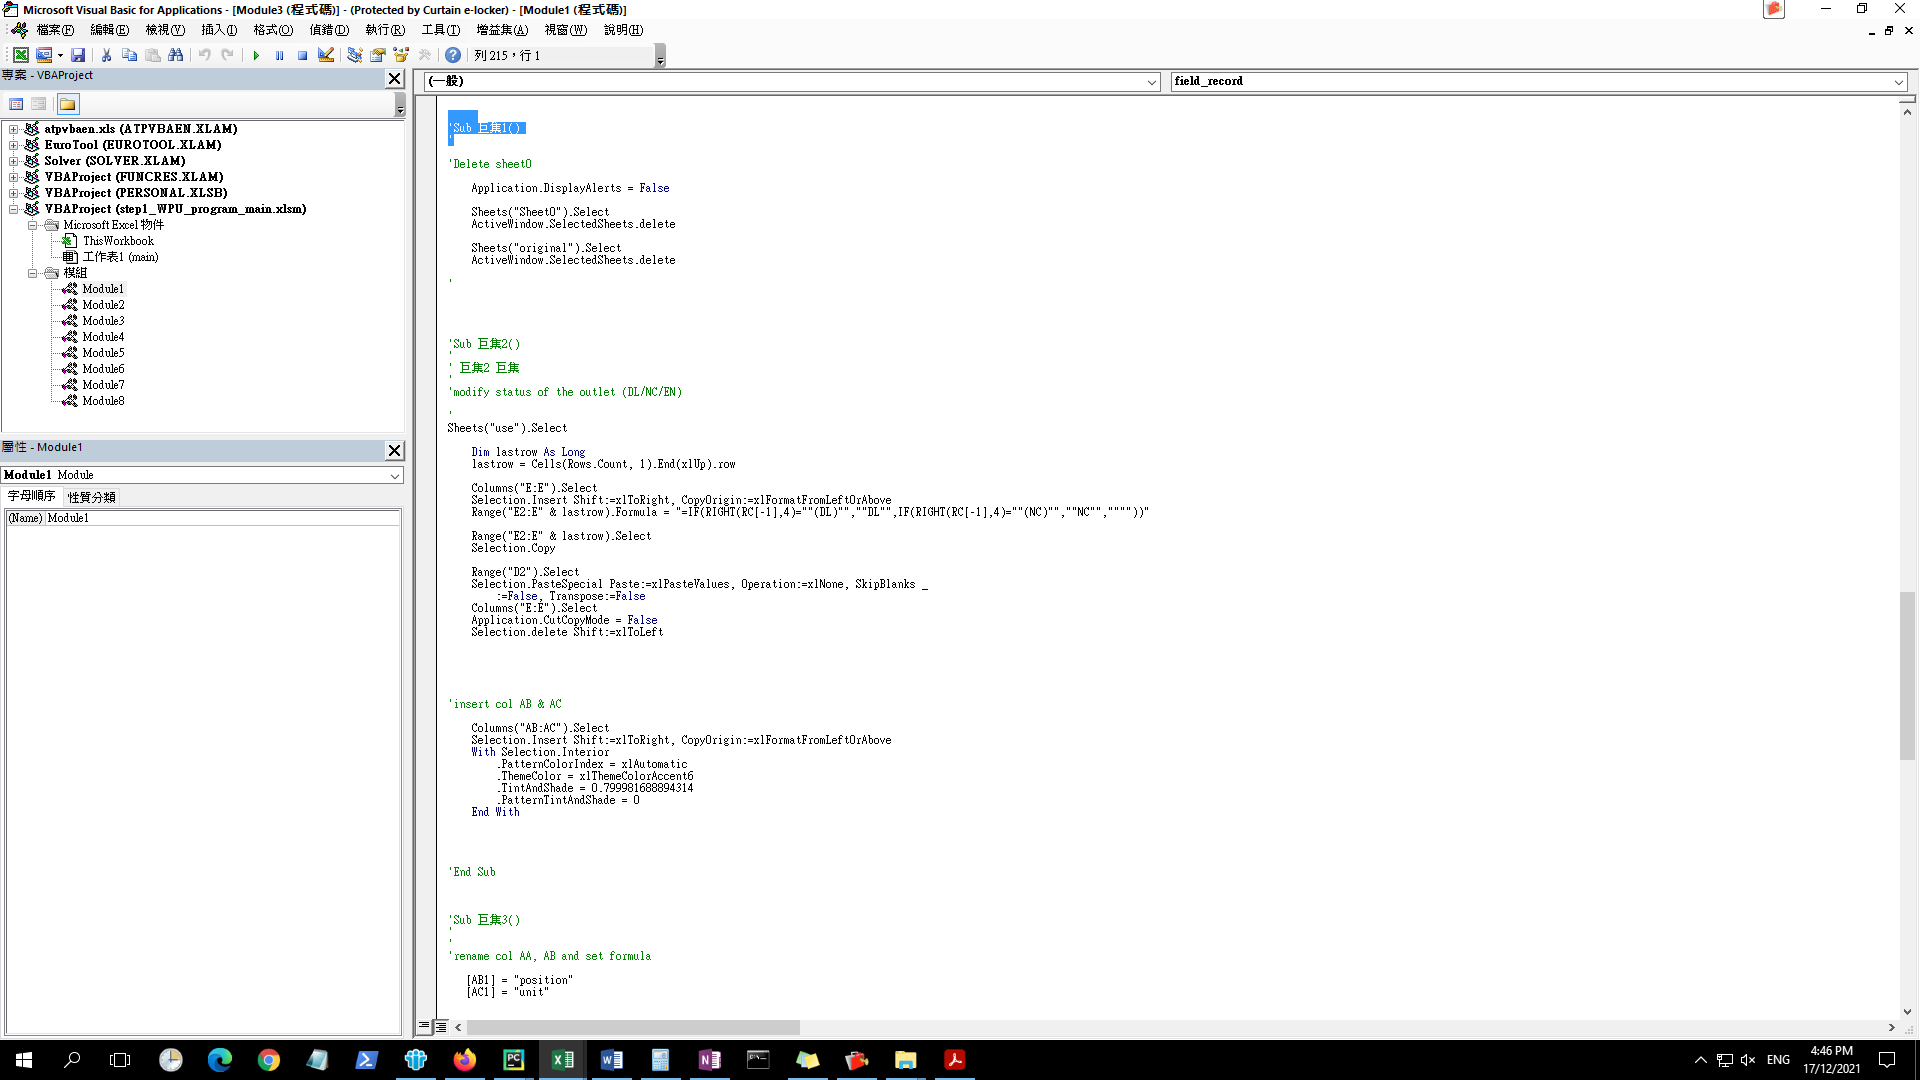 Microsoft Visual Basic for Applications - [Module3 (程式碼)] - (Protected by Curtain e-locker) - [Module1 (程式碼)]
檔案(F) 編輯(E) 檢視(V) 插入(I) 格式(O) 偵錯(D) 執行(R) 工具(T) 增益集(A) 視窗(W) 說明(H)
列 215，行 1
專案 - VBAProject
atpvbaen.xls (ATPVBAEN.XLAM)
EuroTool (EUROTOOL.XLAM)
Solver (SOLVER.XLAM)
VBAProject (FUNCRES.XLAM)
VBAProject (PERSONAL.XLSB)
VBAProject (step1_WPU_program_main.xlsm)
Microsoft Excel 物件
ThisWorkbook
工作表1 (main)
模組
Module1
Module2
Module3
Module4
Module5
Module6
Module7
Module8
屬性 - Module1
Module1 Module
字母順序 性質分類
(Name) Module1
(一般) field_record
'Sub 巨集1()
'
'Delete sheet0
Application.DisplayAlerts = False
Sheets("Sheet0").Select
ActiveWindow.SelectedSheets.delete
Sheets("original").Select
ActiveWindow.SelectedSheets.delete
'
'Sub 巨集2()
'
' 巨集2 巨集
'
'modify status of the outlet (DL/NC/EN)
'
Sheets("use").Select
Dim lastrow As Long
lastrow = Cells(Rows.Count, 1).End(xlUp).row
Columns("E:E").Select
Selection.Insert Shift:=xlToRight, CopyOrigin:=xlFormatFromLeftOrAbove
Range("E2:E" & lastrow).Formula = "=IF(RIGHT(RC[-1],4)=""(DL)"",""DL"",IF(RIGHT(RC[-1],4)=""(NC)"",""NC"",""""))"
Range("E2:E" & lastrow).Select
Selection.Copy
Range("D2").Select
Selection.PasteSpecial Paste:=xlPasteValues, Operation:=xlNone, SkipBlanks _
:=False, Transpose:=False
Columns("E:E").Select
Application.CutCopyMode = False
Selection.delete Shift:=xlToLeft
'insert col AB & AC
Columns("AB:AC").Select
Selection.Insert Shift:=xlToRight, CopyOrigin:=xlFormatFromLeftOrAbove
With Selection.Interior
.PatternColorIndex = xlAutomatic
.ThemeColor = xlThemeColorAccent6
.TintAndShade = 0.799981688894314
.PatternTintAndShade = 0
End With
'End Sub
'Sub 巨集3()
'
'
'rename col AA, AB and set formula
[AB1] = "position"
[AC1] = "unit"
ENG
4:46 PM
17/12/2021